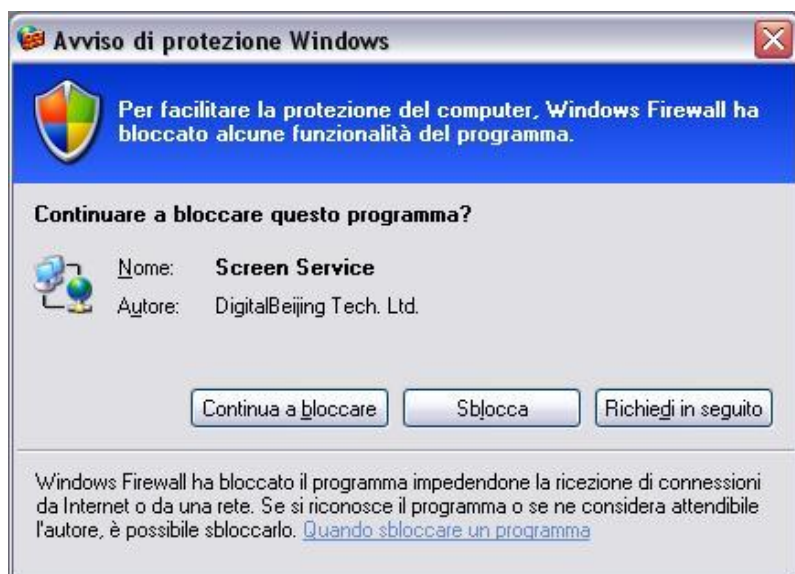 Avviso di protezione Windows
Per facilitare la protezione del computer, Windows Firewall ha
bloccato alcune funzionalità del programma.
Continuare a bloccare questo programma?
Nome: Screen Service
Autore: DigitalBeijing Tech. Ltd.
Continua a bloccare Sblocca Richiedi in seguito
Windows Firewall ha bloccato il programma impedendone la ricezione di connessioni
da Internet o da una rete. Se si riconosce il programma o se ne considera attendibile
l'autore, è possibile sbloccarlo. Quando sbloccare un programma